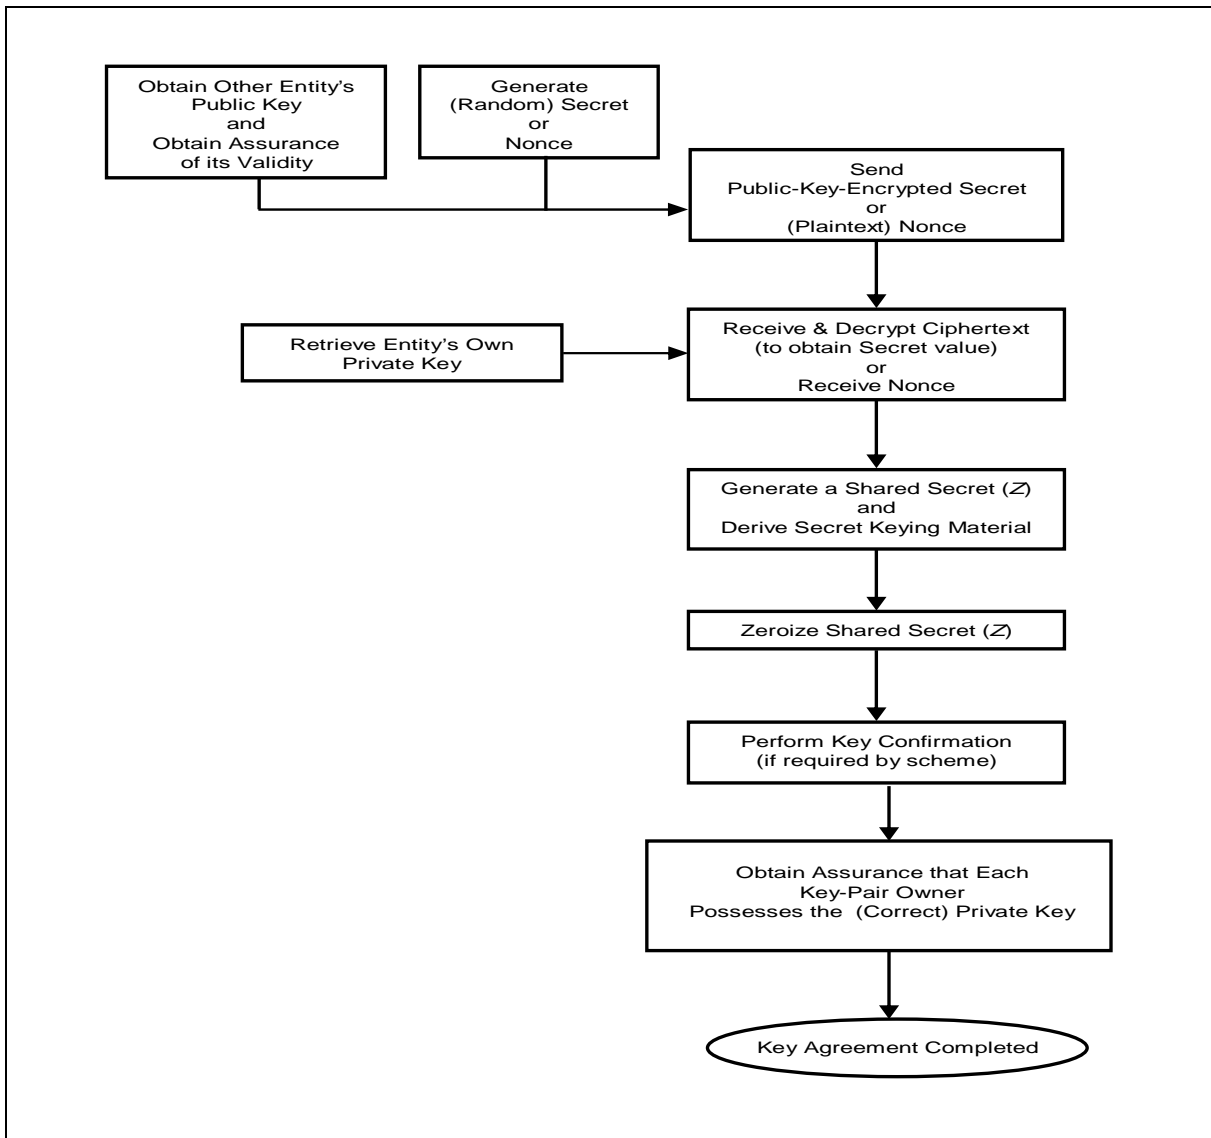 Obtain Other Entity's
Public Key
and
Obtain Assurance
of its Validity
Generate
(Random) Secret
or
Nonce
Send
Public-Key-Encrypted Secret
or
(Plaintext) Nonce
Retrieve Entity's Own
Private Key
Receive & Decrypt Ciphertext
(to obtain Secret value)
or
Receive Nonce
Generate a Shared Secret (Z)
and
Derive Secret Keying Material
Zeroize Shared Secret (Z)
Perform Key Confirmation
(if required by scheme)
Obtain Assurance that Each
Key-Pair Owner
Possesses the (Correct) Private Key
Key Agreement Completed